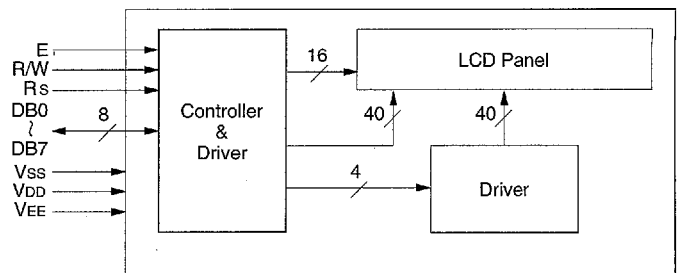 E
R/W
RS
DB0
~
DB7
VSS
VDD
VEE
8
Controller
&
Driver
16
LCD Panel
40
40
4
Driver